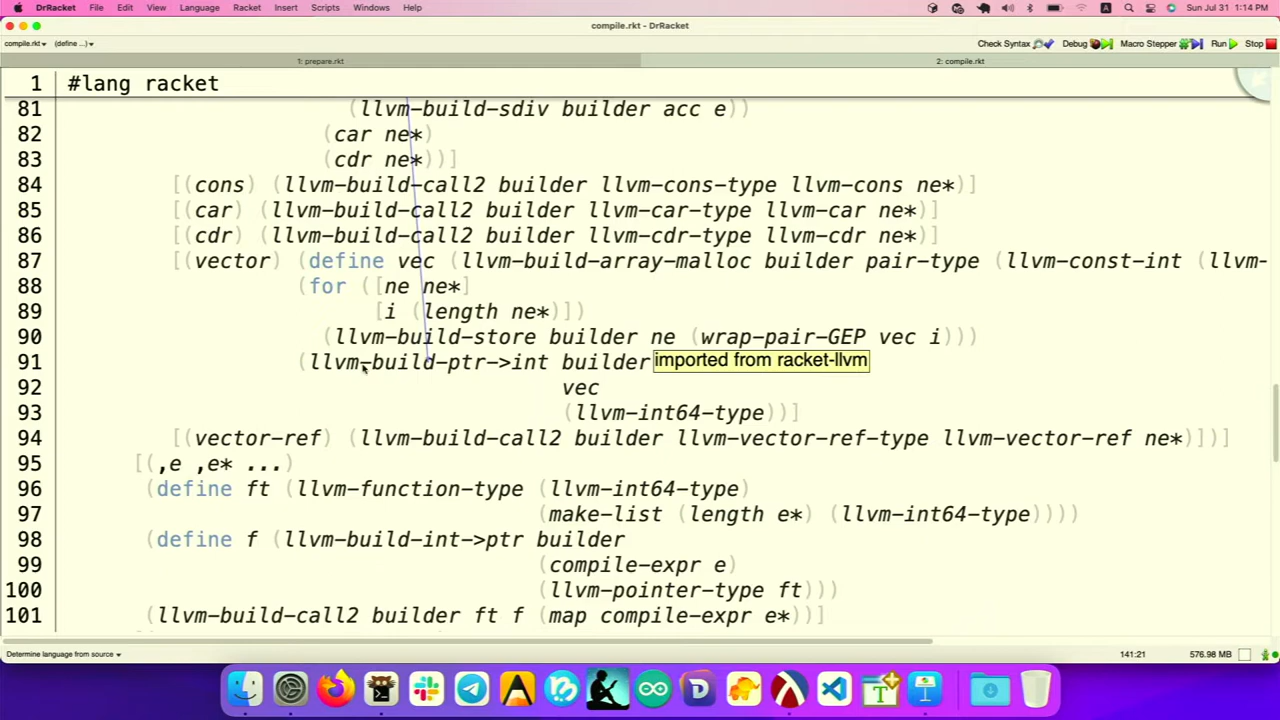 DrRacket File Edit View Language Racket Insert Scripts Windows Help Sun Jul 31 1:14 PM
compile.rkt - DrRacket
compile.rkt (define ...) Check Syntax Debug Macro Stepper Run Stop
1: prepare.rkt 2: compile.rkt
1 #lang racket
81 (llvm-build-sdiv builder acc e))
82 (car ne*)
83 (cdr ne*))]
84 [(cons) (llvm-build-call2 builder llvm-cons-type llvm-cons ne*)]
85 [(car) (llvm-build-call2 builder llvm-car-type llvm-car ne*)]
86 [(cdr) (llvm-build-call2 builder llvm-cdr-type llvm-cdr ne*)]
87 [(vector) (define vec (llvm-build-array-malloc builder pair-type (llvm-const-int (llvm-
88 (for ([ne ne*]
89 [i (length ne*)])
90 (llvm-build-store builder ne (wrap-pair-GEP vec i)))
91 (llvm-build-ptr->int builder imported from racket-llvm
92 vec
93 (llvm-int64-type))]
94 [(vector-ref) (llvm-build-call2 builder llvm-vector-ref-type llvm-vector-ref ne*)])]
95 [(,e ,e* ...)
96 (define ft (llvm-function-type (llvm-int64-type)
97 (make-list (length e*) (llvm-int64-type))))
98 (define f (llvm-build-int->ptr builder
99 (compile-expr e)
100 (llvm-pointer-type ft)))
101 (llvm-build-call2 builder ft f (map compile-expr e*))]
Determine language from source 141:21 576.98 MB